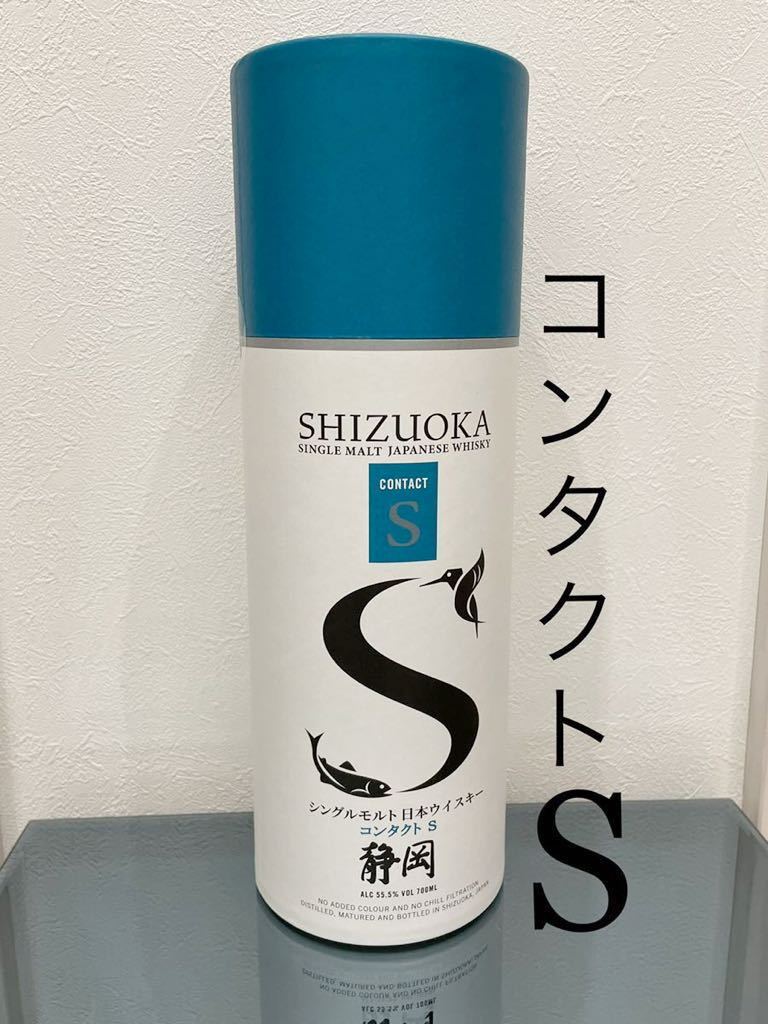 SHIZUOKA
SINGLE MALT JAPANESE WHISKY
CONTACT
S
S
シングルモルト日本ウイスキー
コンタクト S
静岡
ALC 55.5% VOL 700ML
NO ADDED COLOUR AND NO CHILL FILTRATION
DISTILLED, MATURED AND BOTTLED IN SHIZUOKA, JAPAN
コンタクトS